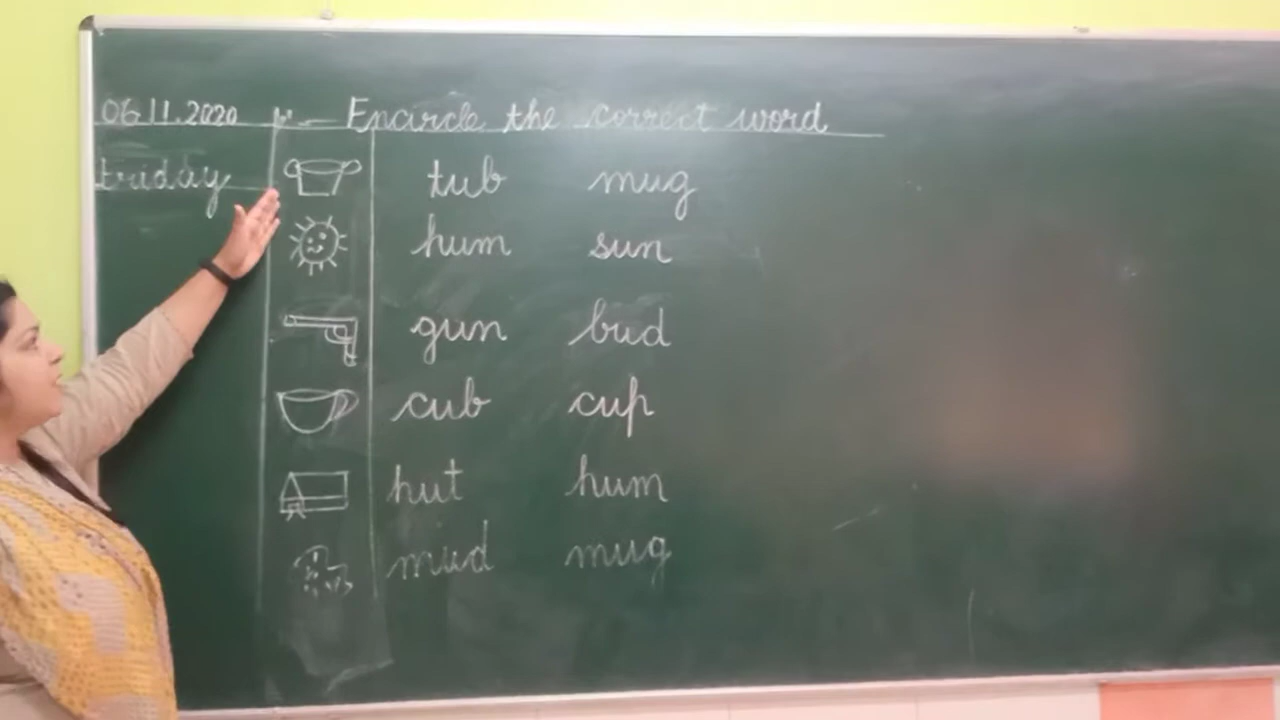 06.11.2020 Encircle the correct word
friday
tub mug
hum sun
gun bud
cub cup
hut hum
mud mug